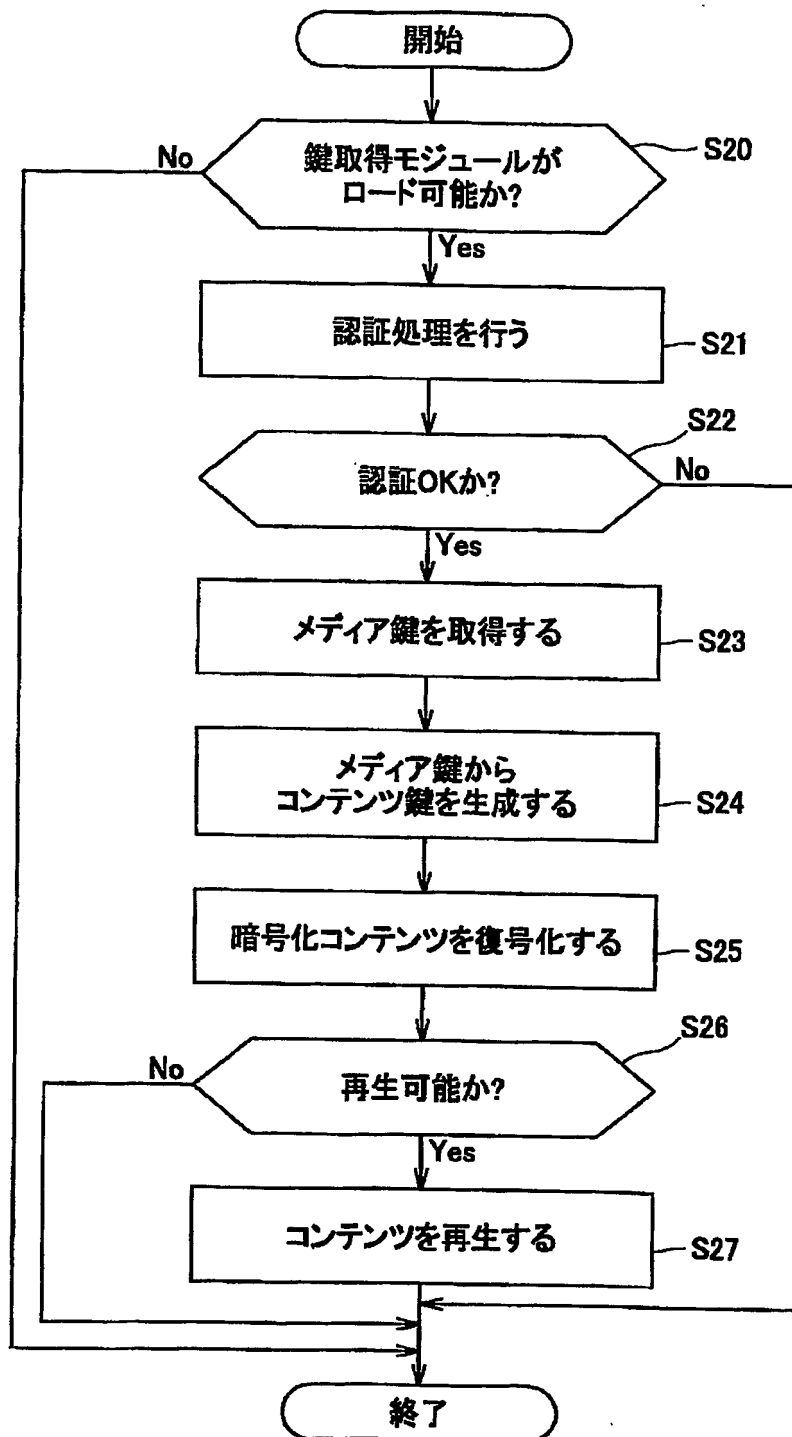 開始
No
鍵取得モジュールが
ロード可能か?
S20
Yes
認証処理を行う
S21
S22
認証OKか?
No
Yes
メディア鍵を取得する
S23
メディア鍵から
コンテンツ鍵を生成する
S24
暗号化コンテンツを復号化する
S25
S26
No
再生可能か?
Yes
コンテンツを再生する
S27
終了